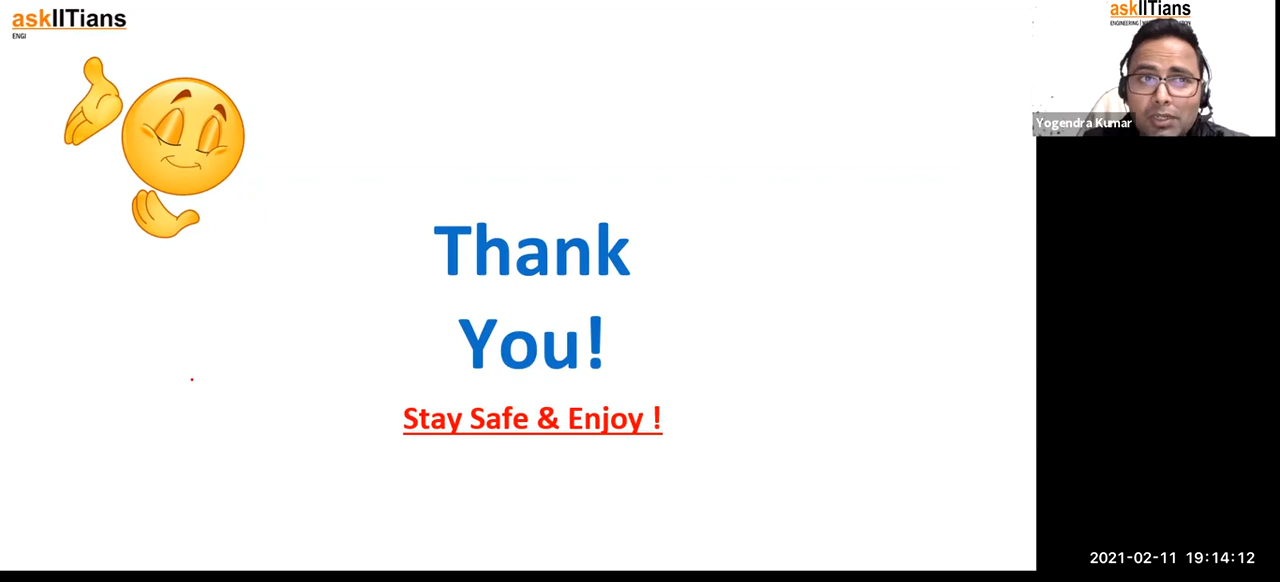 askIITians
ENGI
askIITians
Yogendra Kumar
Thank
You!
Stay Safe & Enjoy !
2021-02-11 19:14:12